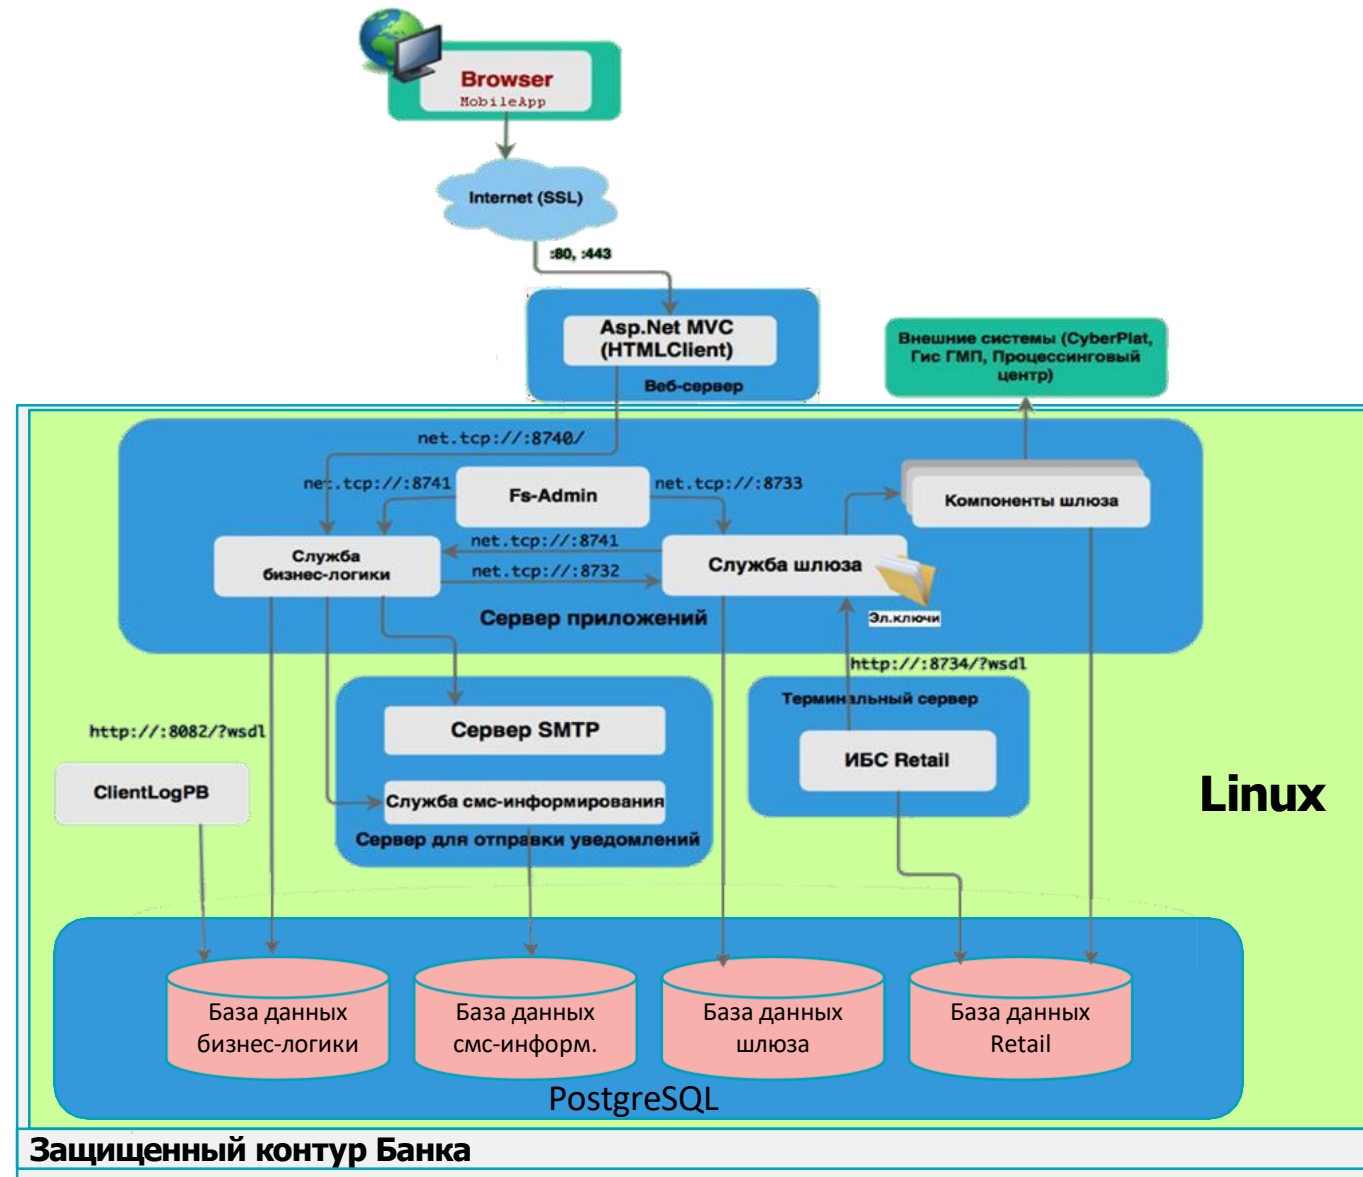 Browser
MobileApp
Internet (SSL)
:80, :443
Asp.Net MVC
(HTMLClient)
Веб-сервер
Внешние системы (CyberPlat,
Гис ГМП, Процессинговый
центр)
net.tcp://:8740/
net.tcp://:8741
Fs-Admin
net.tcp://:8733
Компоненты шлюза
Служба
бизнес-логики
net.tcp://:8741
net.tcp://:8732
Служба шлюза
Эл.ключи
Сервер приложений
http://:8734/?wsdl
Терминальный сервер
ИБС Retail
http://:8082/?wsdl
ClientLogPB
Сервер SMTP
Служба смс-информирования
Сервер для отправки уведомлений
Linux
База данных
бизнес-логики
База данных
смс-информ.
База данных
шлюза
База данных
Retail
PostgreSQL
Защищенный контур Банка